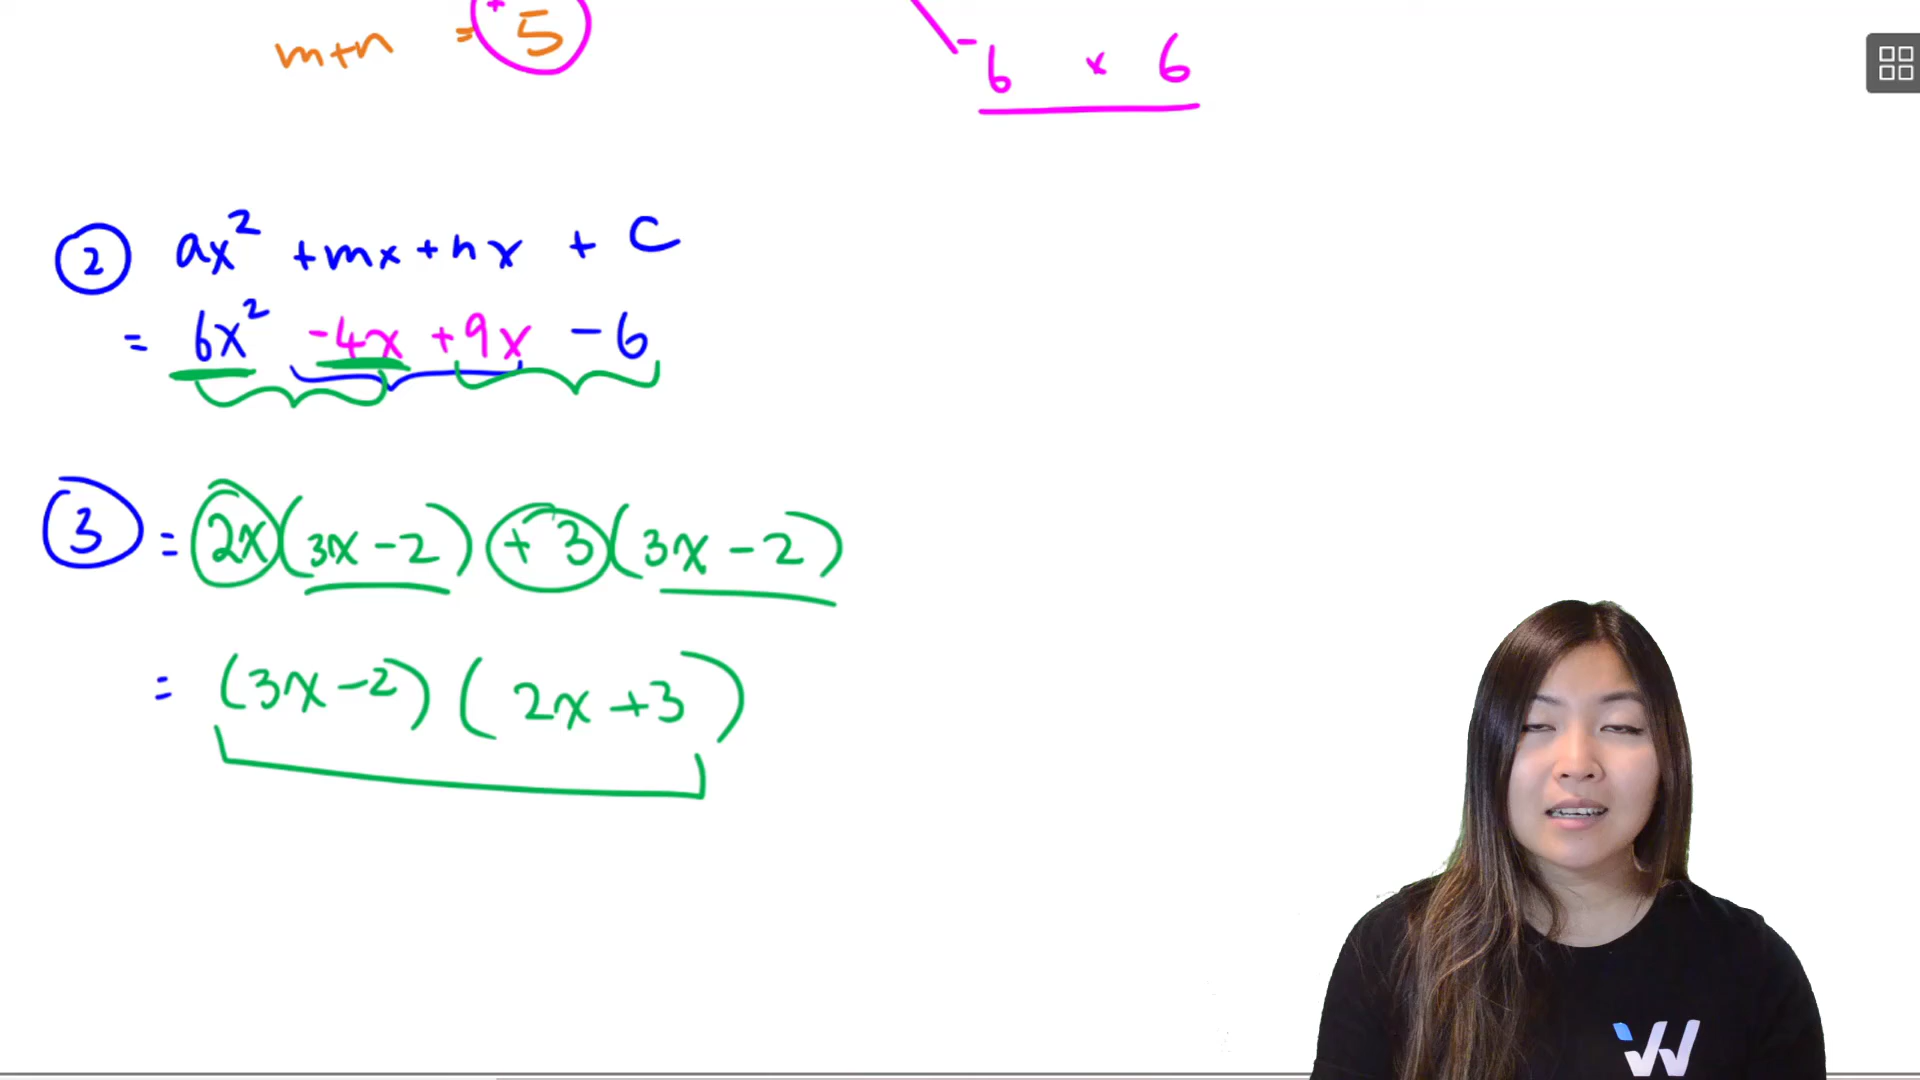 m+n = +5
-6 × 6
② ax² +mx+nx + c
= 6x² -4x +9x -6
③ = 2x(3x-2) +3(3x-2)
= (3x-2)(2x+3)
W